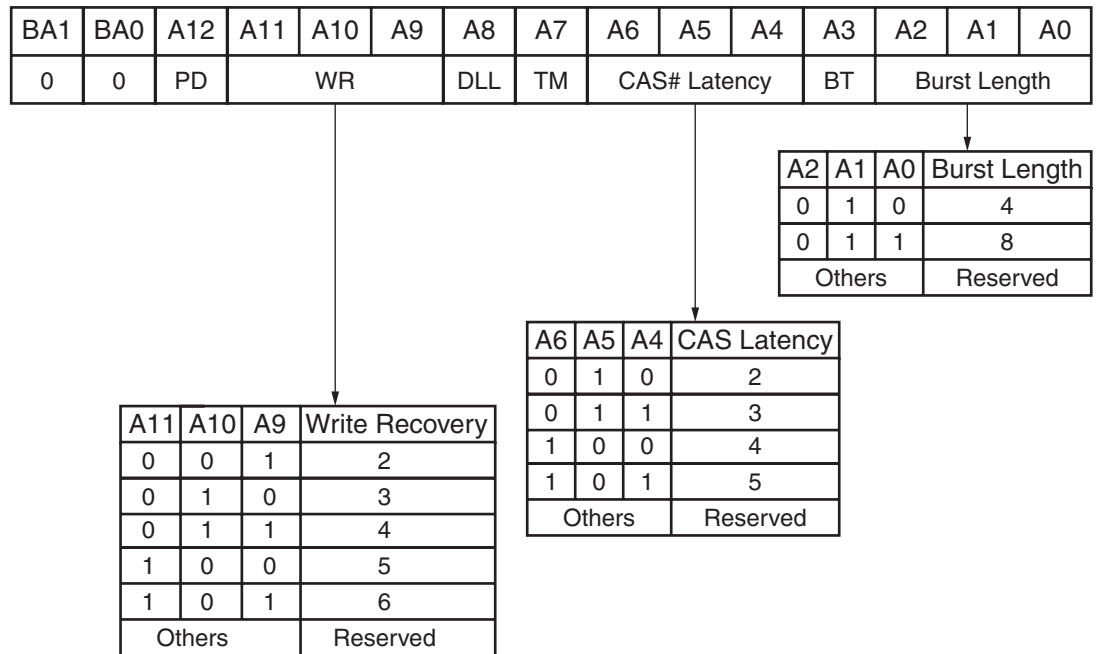 BA1 BA0 A12 A11 A10 A9 A8 A7 A6 A5 A4 A3 A2 A1 A0
0 0 PD WR DLL TM CAS# Latency BT Burst Length
A2 A1 A0 Burst Length
0 1 0 4
0 1 1 8
Others Reserved
A6 A5 A4 CAS Latency
0 1 0 2
0 1 1 3
1 0 0 4
1 0 1 5
Others Reserved
A11 A10 A9 Write Recovery
0 0 1 2
0 1 0 3
0 1 1 4
1 0 0 5
1 0 1 6
Others Reserved